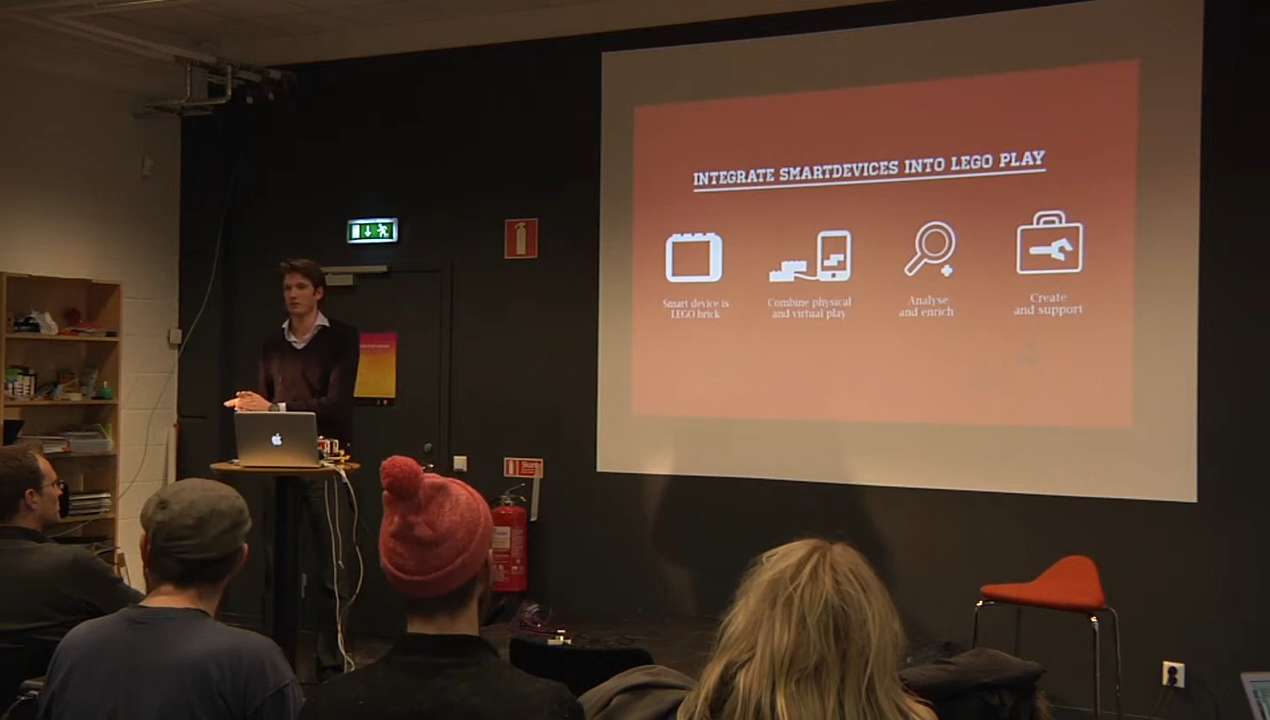 INTEGRATE SMARTDEVICES INTO LEGO PLAY
Smart device is
LEGO brick
Combine physical
and virtual play
Analyse
and enrich
Create
and support